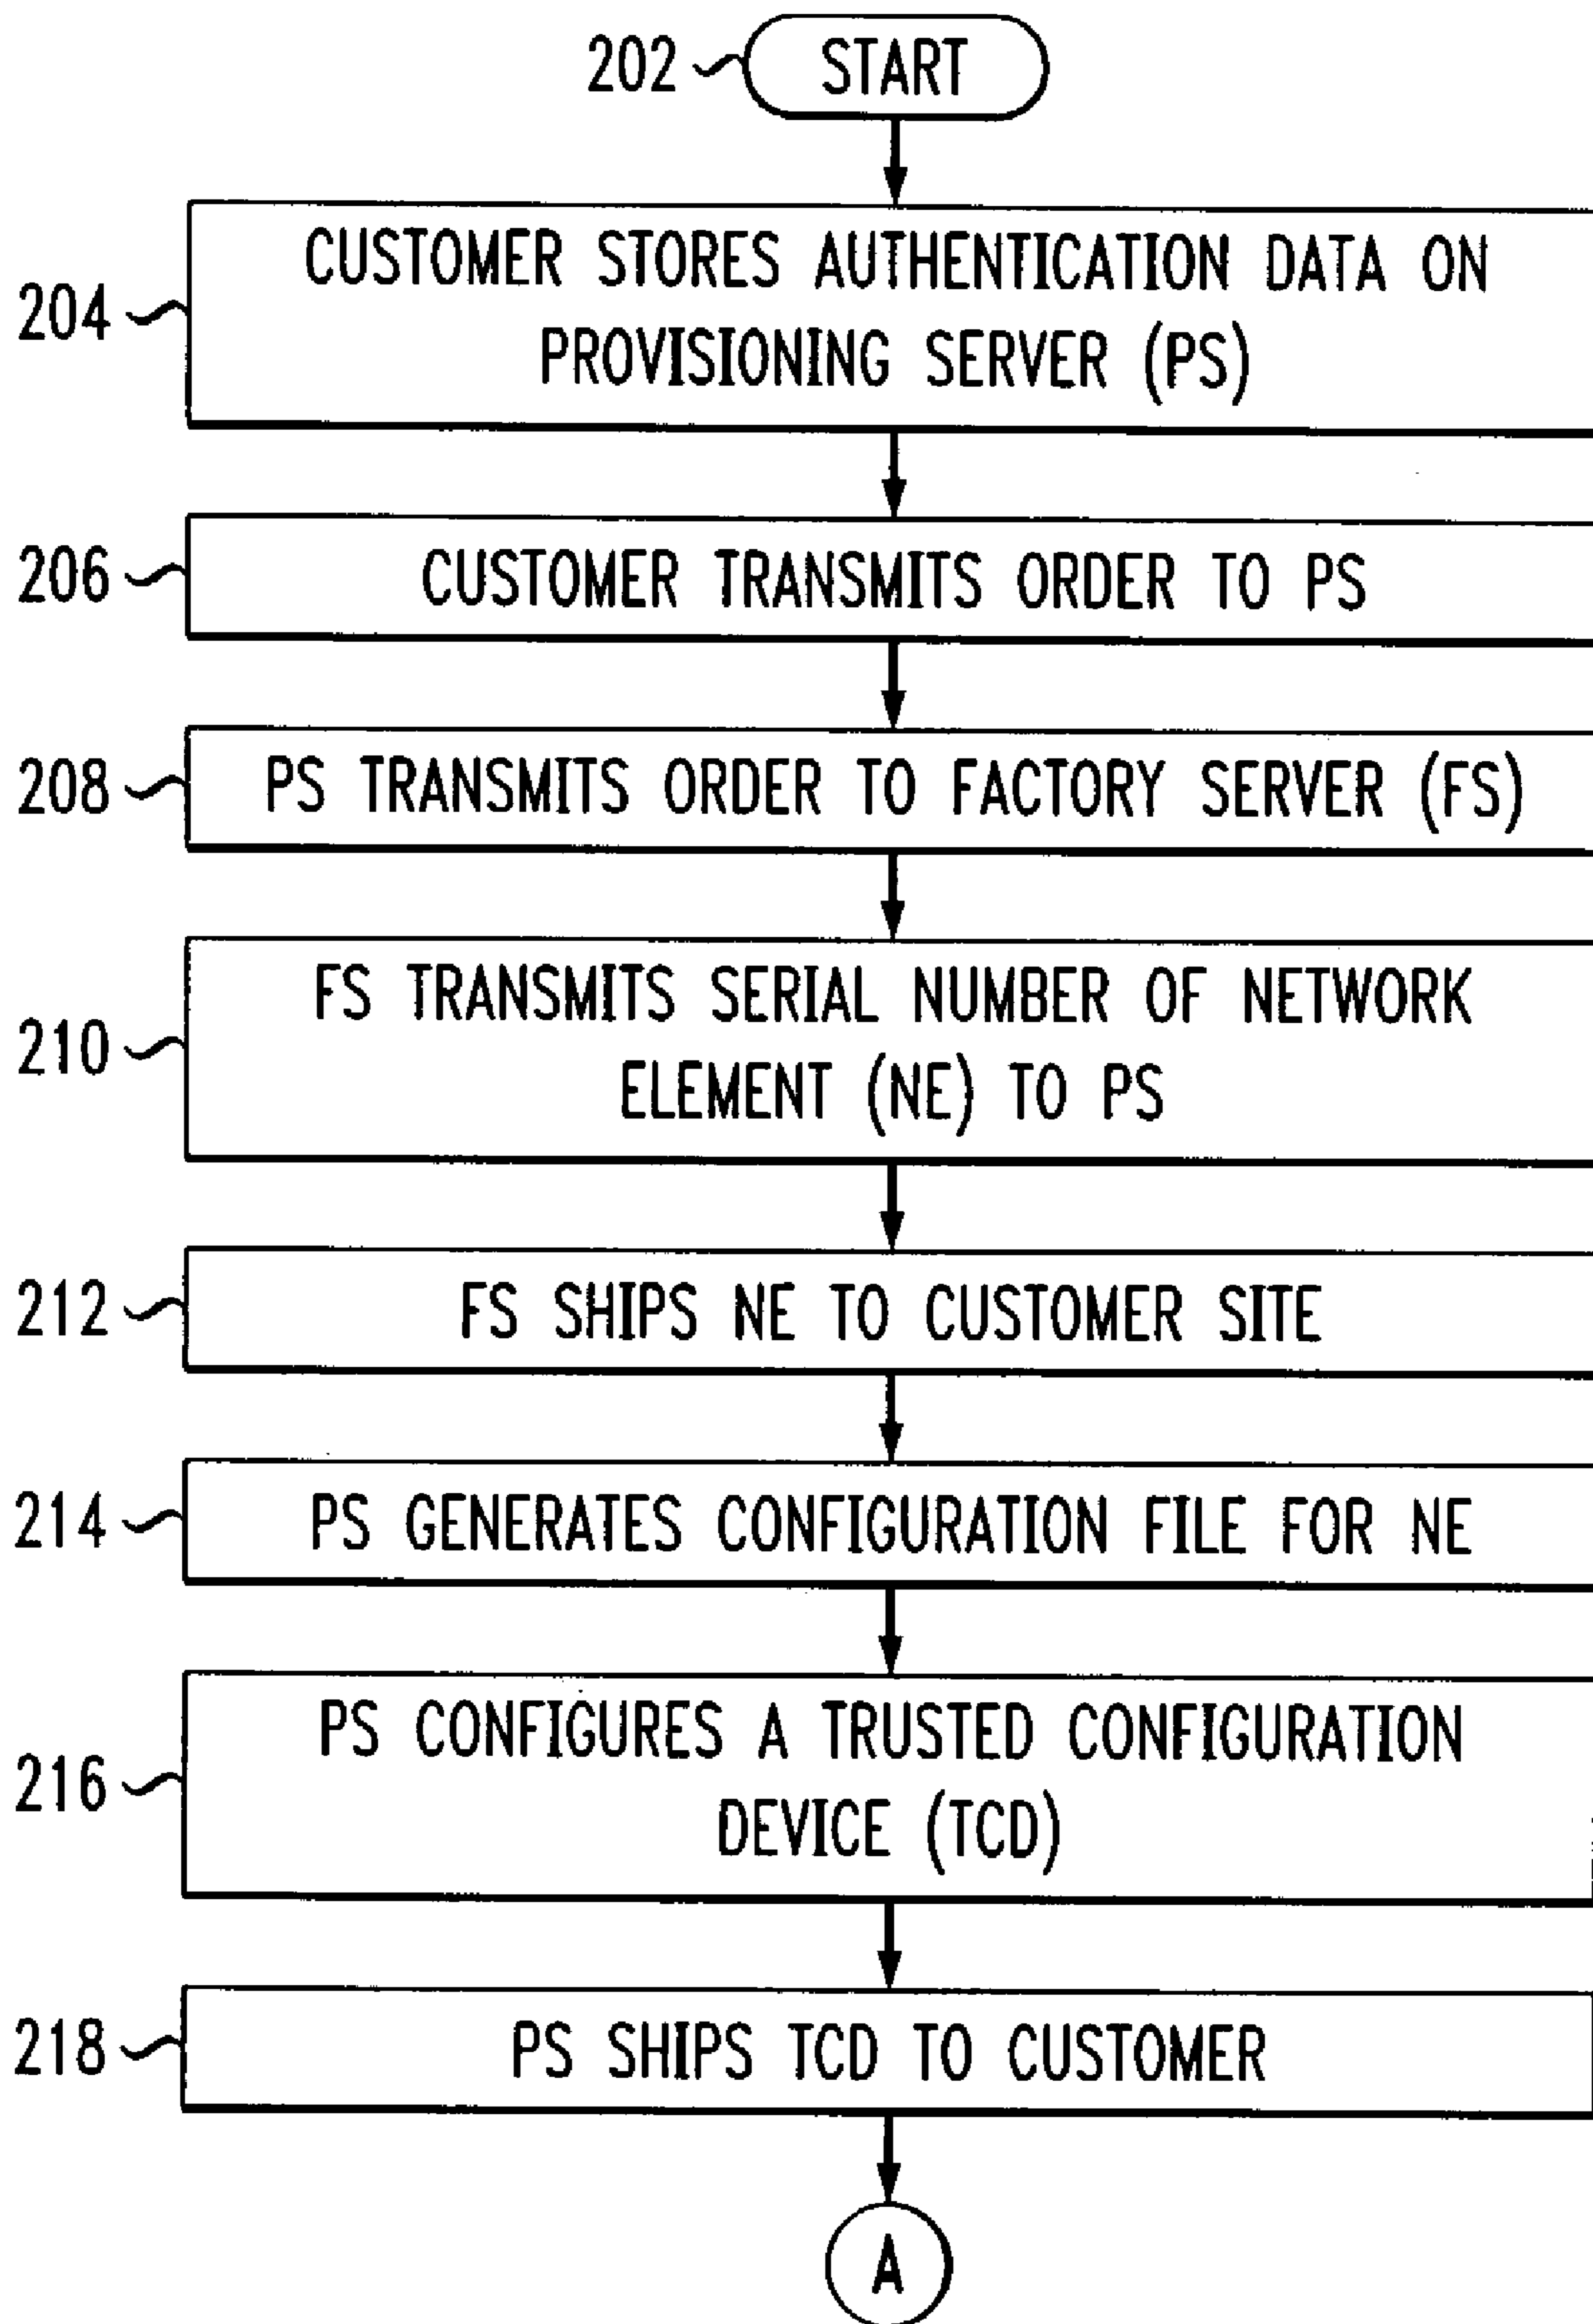 202 START
204 CUSTOMER STORES AUTHENTICATION DATA ON
PROVISIONING SERVER (PS)
206 CUSTOMER TRANSMITS ORDER TO PS
208 PS TRANSMITS ORDER TO FACTORY SERVER (FS)
210 FS TRANSMITS SERIAL NUMBER OF NETWORK
ELEMENT (NE) TO PS
212 FS SHIPS NE TO CUSTOMER SITE
214 PS GENERATES CONFIGURATION FILE FOR NE
216 PS CONFIGURES A TRUSTED CONFIGURATION
DEVICE (TCD)
218 PS SHIPS TCD TO CUSTOMER
A